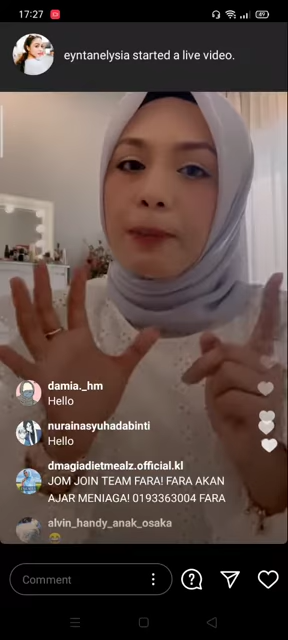 17:27
eyntanelysia started a live video.
damia._hm
Hello
nurainasyuhadabinti
Hello
dmagiadietmealz.official.kl
JOM JOIN TEAM FARA! FARA AKAN
AJAR MENIAGA! 0193363004 FARA
alvin_handy_anak_osaka
Comment